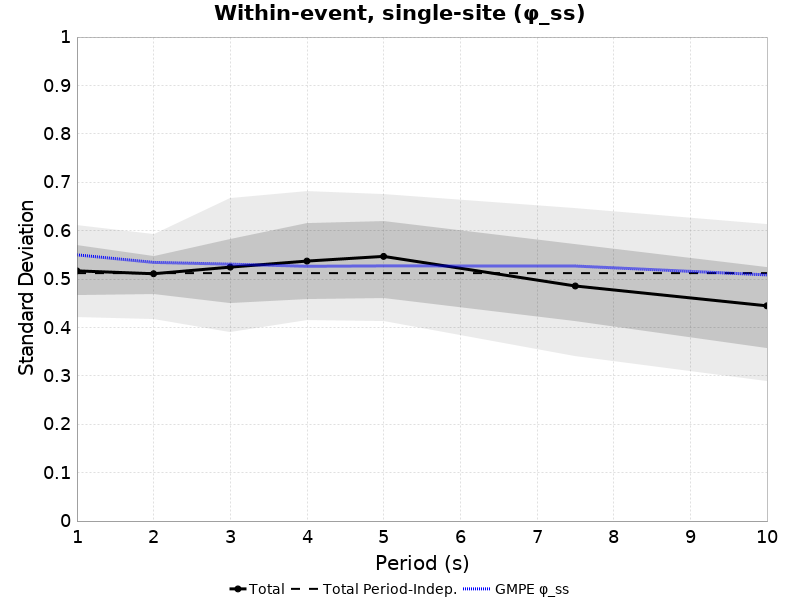 Within-event, single-site (φ_ss)
1
0.9
0.8
0.7
0.6
0.5
0.4
0.3
0.2
0.1
0
Standard Deviation
1 2 3 4 5 6 7 8 9 10
Period (s)
Total Total Period-Indep. GMPE φ_ss